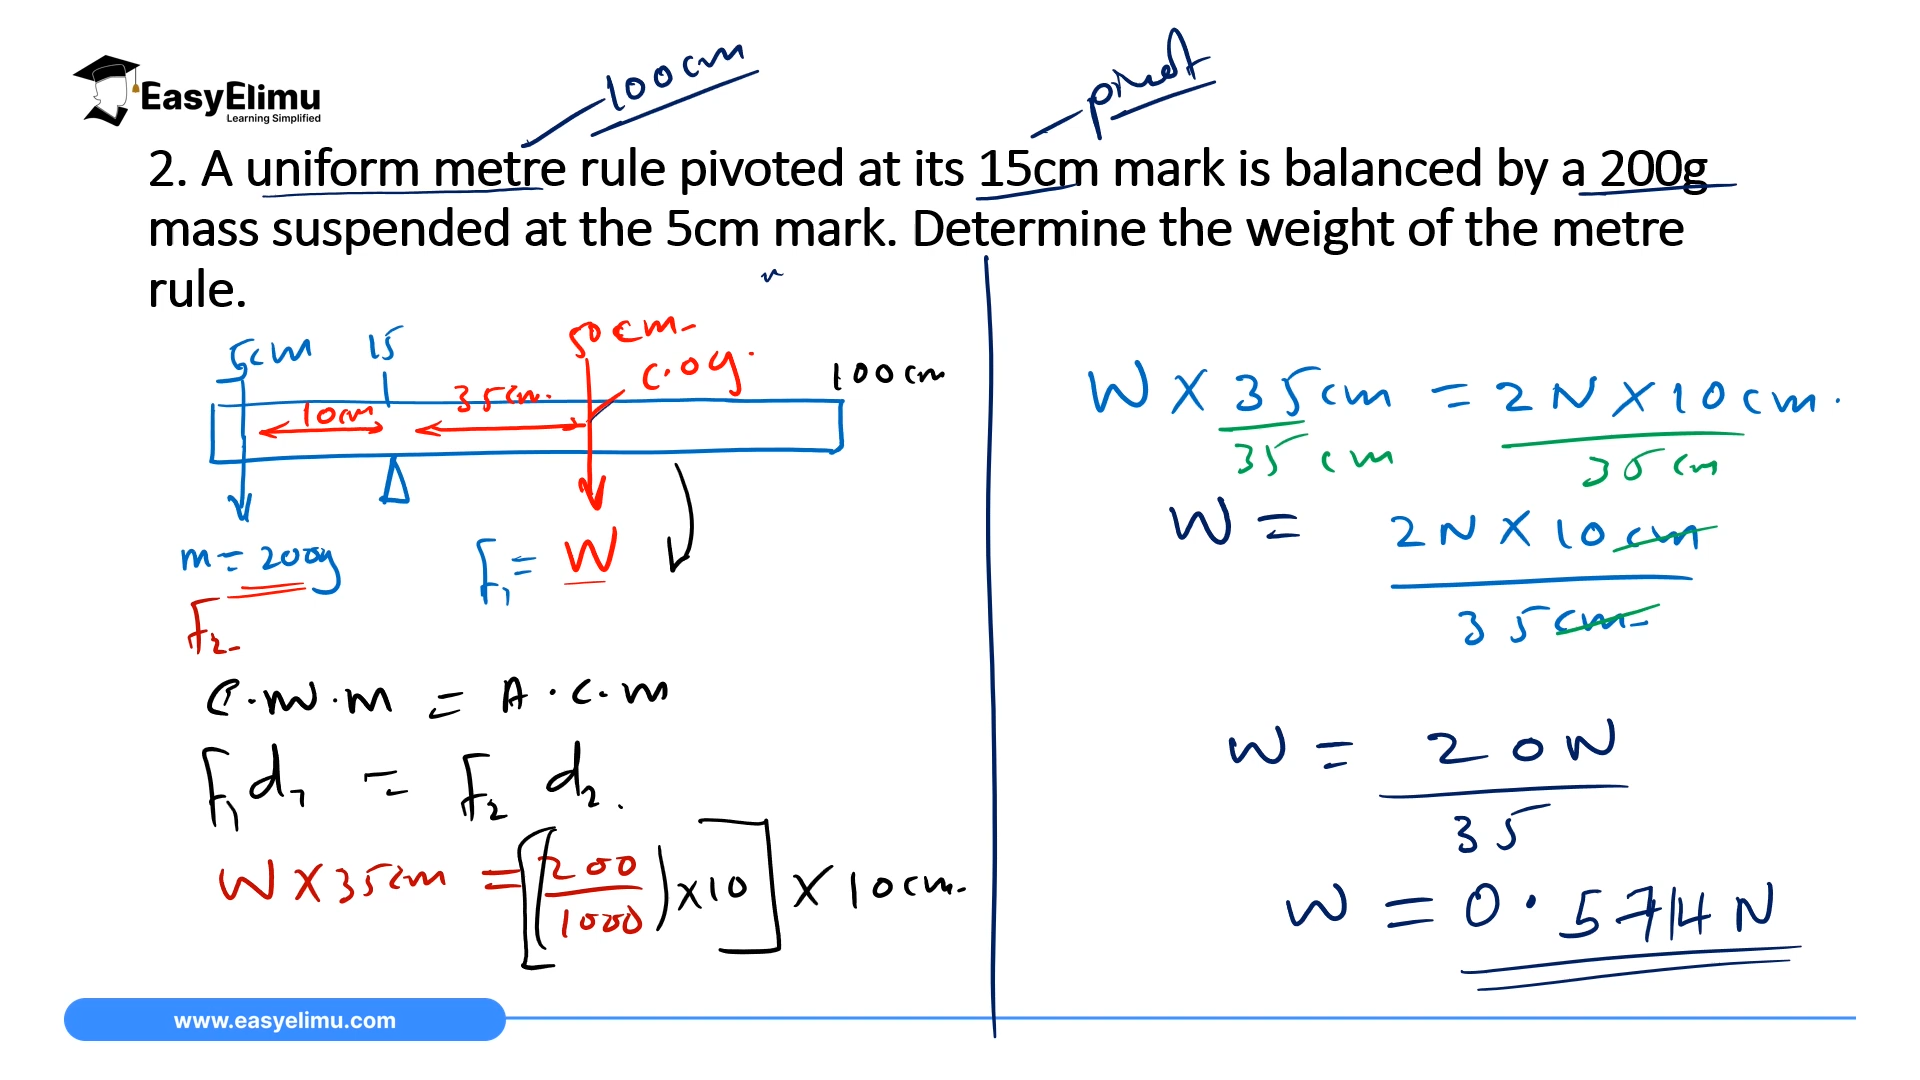 EasyElimu
Learning Simplified
100cm
pivot
2. A uniform metre rule pivoted at its 15cm mark is balanced by a 200g
mass suspended at the 5cm mark. Determine the weight of the metre
rule.
5cm 15 50cm
C.O.g.
100cm
10cm 35cm.
m = 200g
F₂
F₁ = W
C.W.M = A.C.M
F₁d₁ = F₂ d₂.
W X 35cm = [(200/1000) x10] X 10cm.
W X 35cm = 2N X 10cm.
35cm 35cm
W = 2N X 10cm
35cm
W = 20N
35
W = 0.5714N
www.easyelimu.com